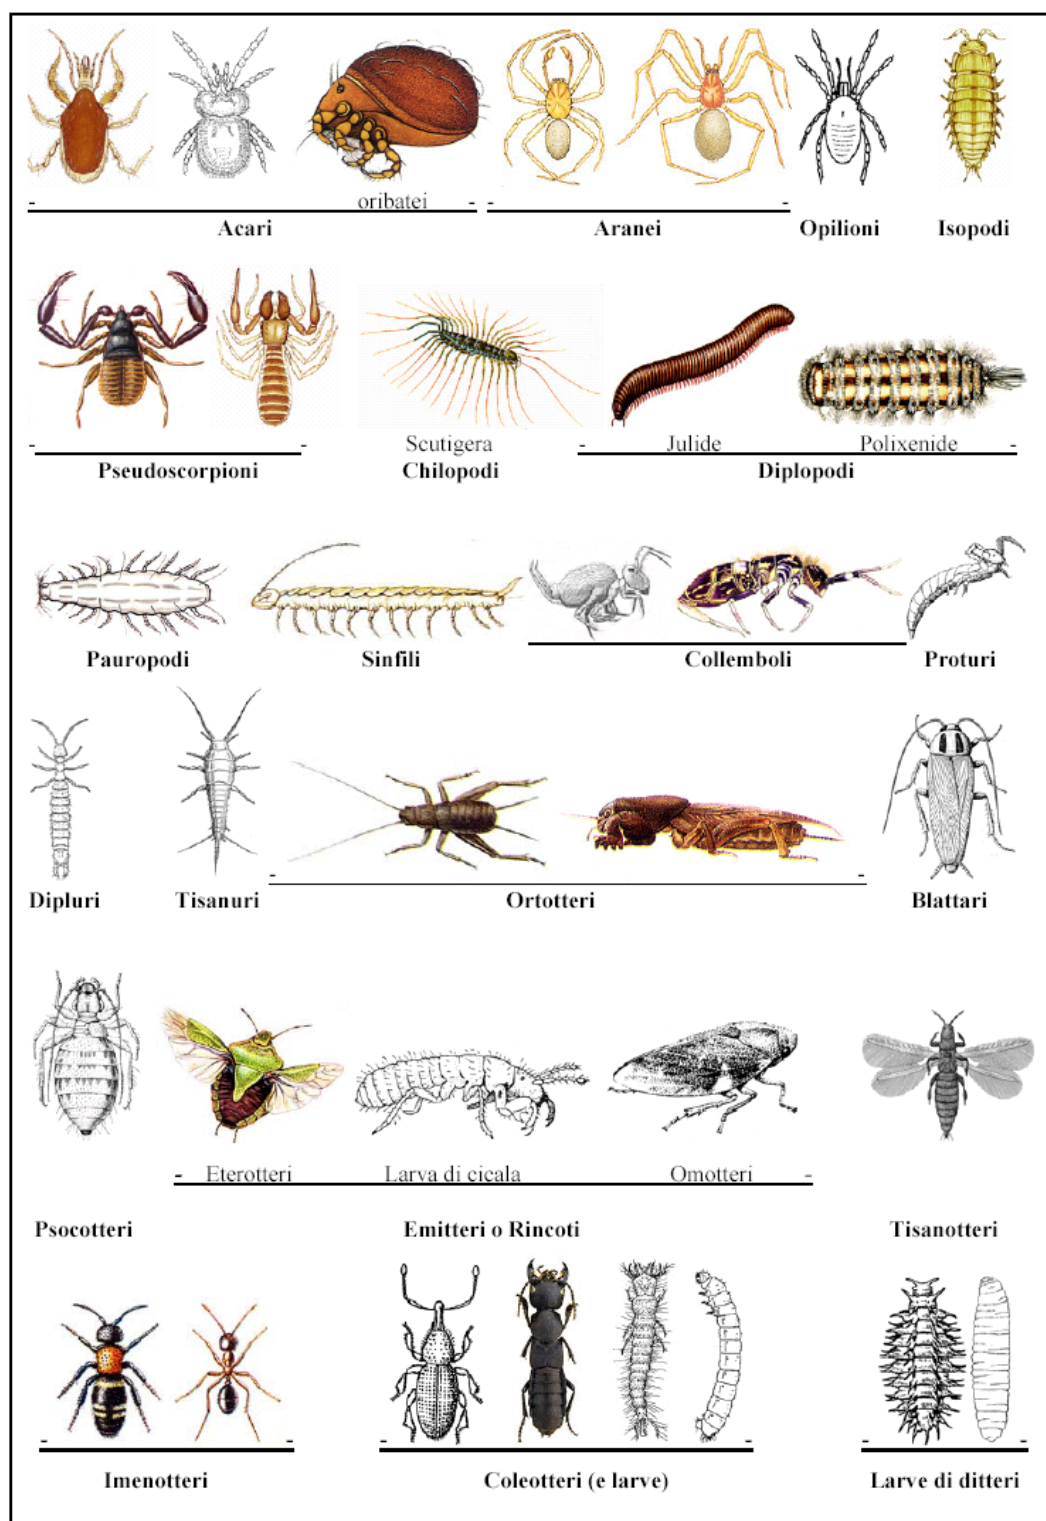 oribatei
Acari
Aranei
Opilioni
Isopodi
Scutigera
Julide
Polixenide
Pseudoscorpioni
Chilopodi
Diplopodi
Pauropodi
Sinfili
Collemboli
Proturi
Dipluri
Tisanuri
Ortotteri
Blattari
Eterotteri
Larva di cicala
Omotteri
Psocotteri
Emitteri o Rincoti
Tisanotteri
Imenotteri
Coleotteri (e larve)
Larve di ditteri